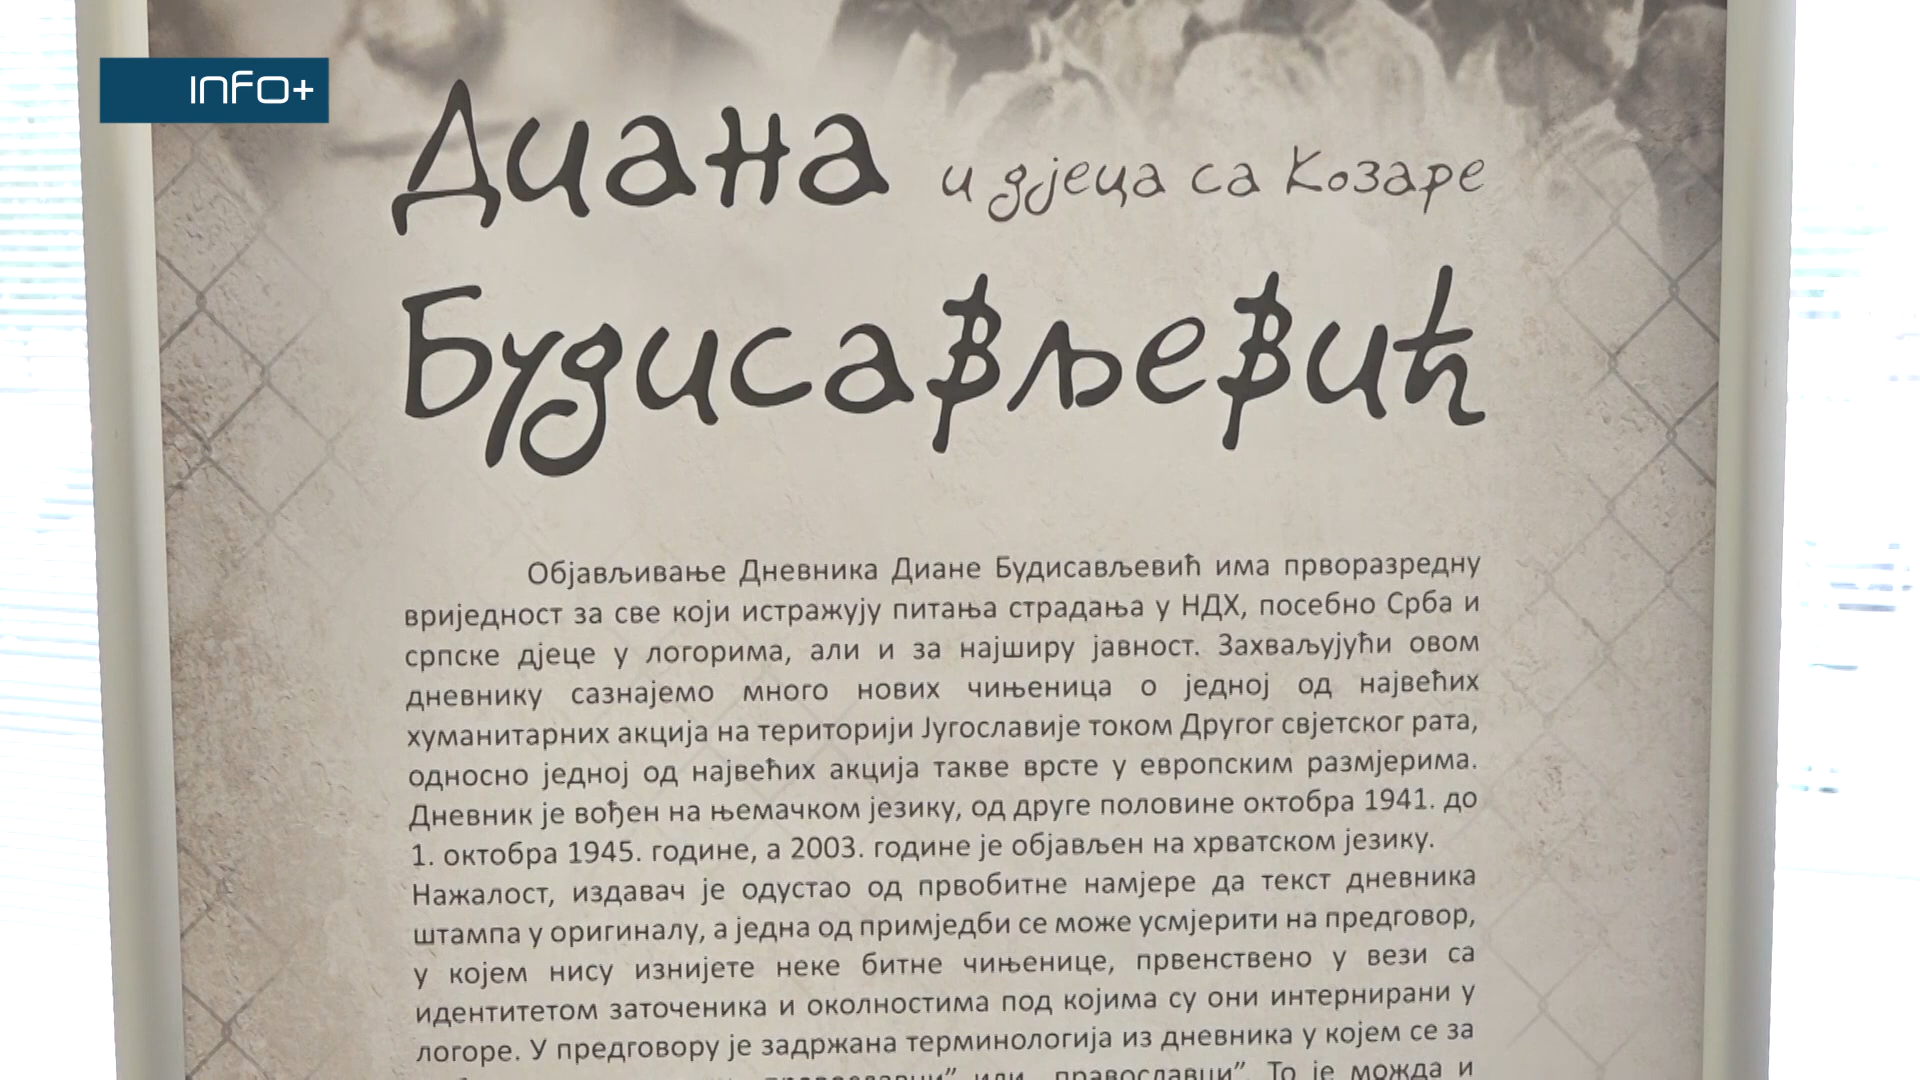 INFO+
Диана и дјеца са Козаре
Будисављевић
Објављивање Дневника Диане Будисављевић има прворазредну
вриједност за све који истражују питања страдања у НДХ, посебно Срба и
српске дјеце у логорима, али и за најширу јавност. Захваљујући овом
дневнику сазнајемо много нових чињеница о једној од највећих
хуманитарних акција на територији Југославије током Другог свјетског рата,
односно једној од највећих акција такве врсте у европским размјерима.
Дневник је вођен на њемачком језику, од друге половине октобра 1941. до
1. октобра 1945. године, а 2003. године је објављен на хрватском језику.
Нажалост, издавач је одустао од првобитне намјере да текст дневника
штампа у оригиналу, а једна од примједби се може усмјерити на предговор,
у којем нису изнијете неке битне чињенице, првенствено у вези са
идентитетом заточеника и околностима под којима су они интернирани у
логоре. У предговору је задржана терминологија из дневника у којем се за
или „православци”. То је можда и